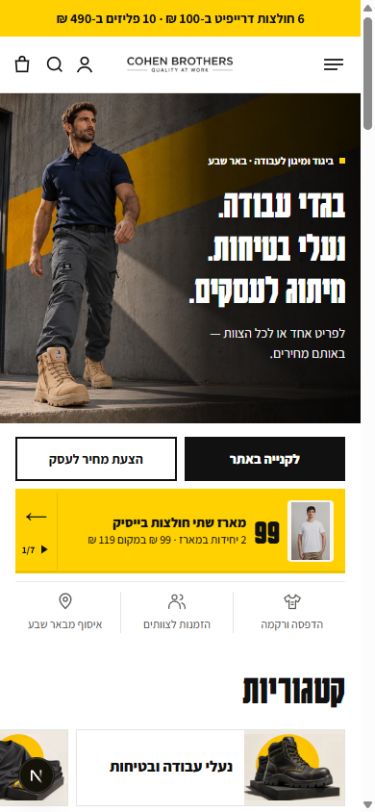 6 חולצות דרייפיט ב-100 ₪ · 10 פליזים ב-490 ₪
COHEN BROTHERS
QUALITY AT WORK
ביגוד ומיגון לעבודה · באר שבע
בגדי עבודה.
נעלי בטיחות.
מיתוג לעסקים.
לפריט אחד או לכל הצוות —
באותם מחירים.
לקנייה באתר
הצעת מחיר לעסק
מארז שתי חולצות בייסיק
99
2 יחידות במארז · 99 ₪ במקום 119 ₪
1/7
הדפסה ורקמה
הזמנות לצוותים
איסוף מבאר שבע
קטגוריות
נעלי עבודה ובטיחות
N